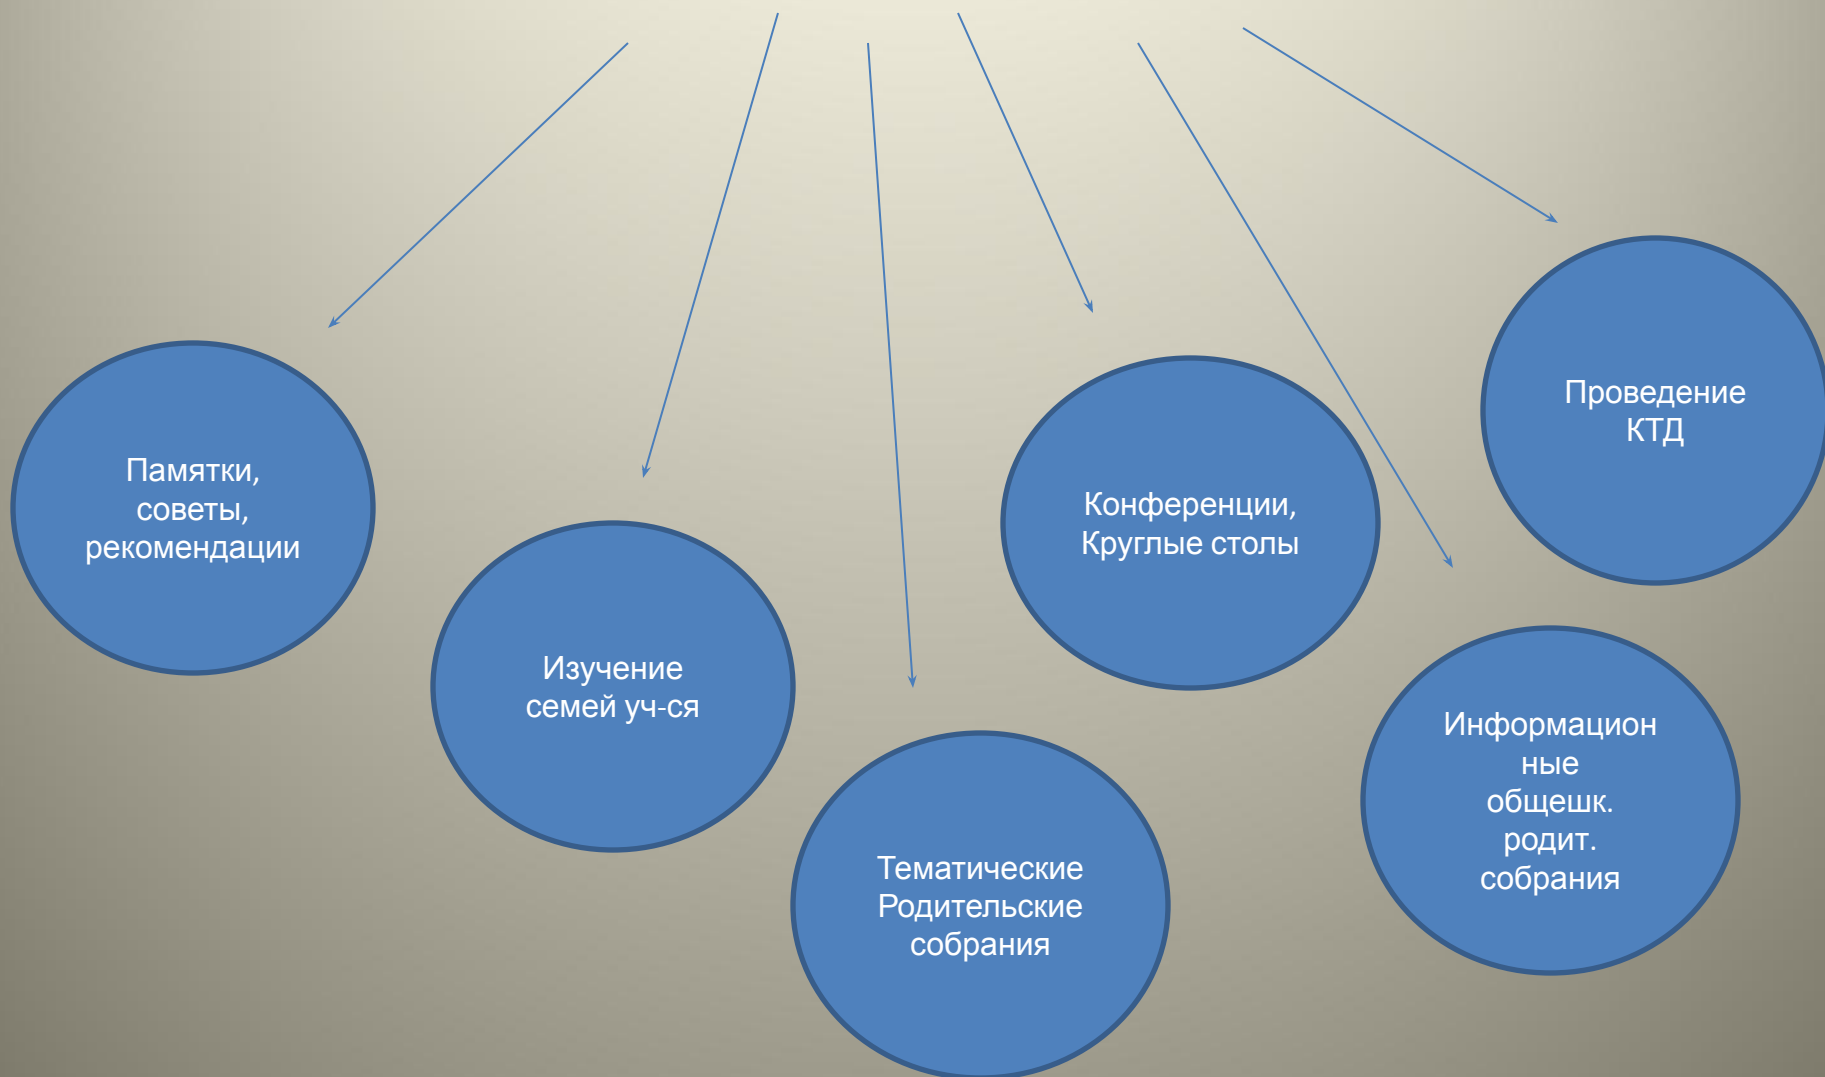 Памятки,
советы,
рекомендации
Изучение
семей уч-ся
Тематические
Родительские
собрания
Конференции,
Круглые столы
Информацион
ные
общешк.
родит.
собрания
Проведение
КТД